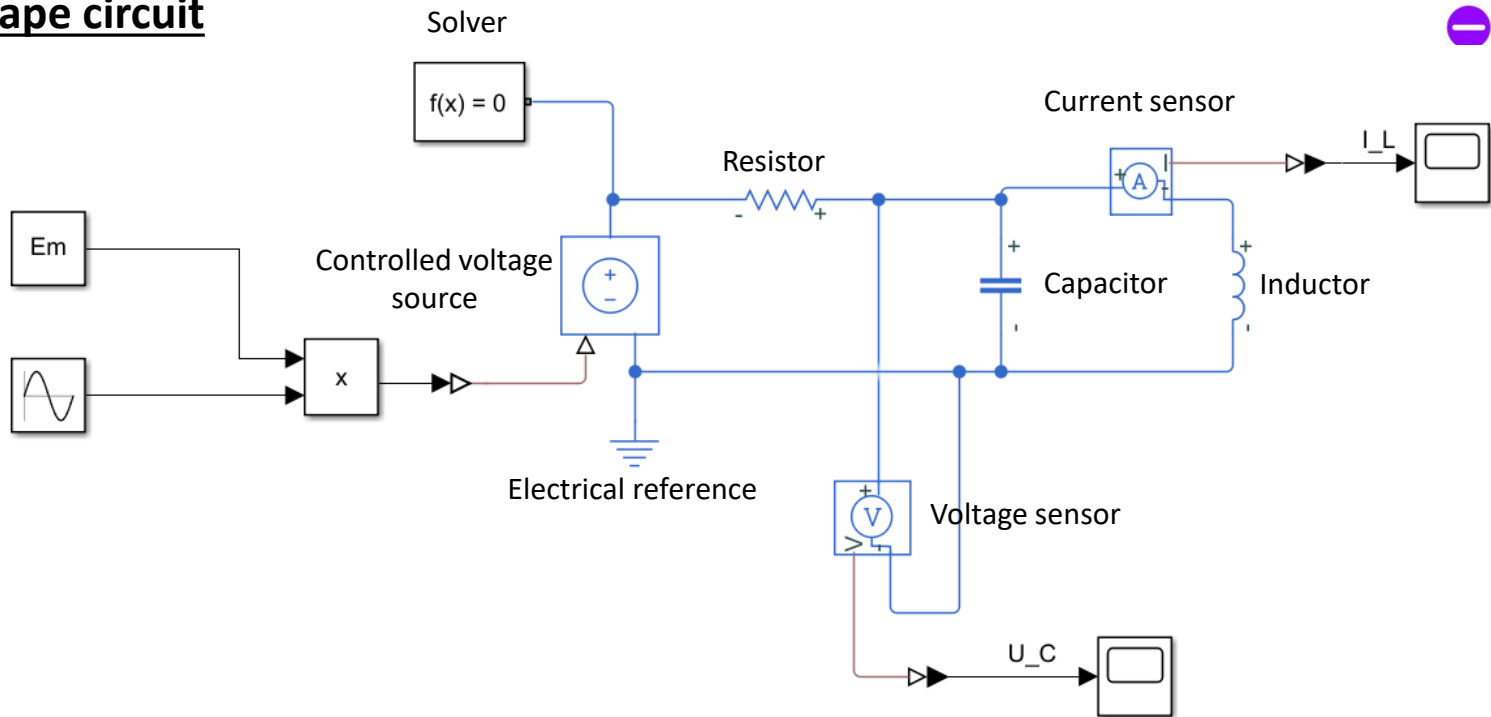 ape circuit
Solver
f(x) = 0
Current sensor
I_L
Resistor
- +
+ A I -
Em
Controlled voltage
source
+
−
+
Capacitor
-
+
Inductor
-
x
Electrical reference
+
V
V -
Voltage sensor
U_C